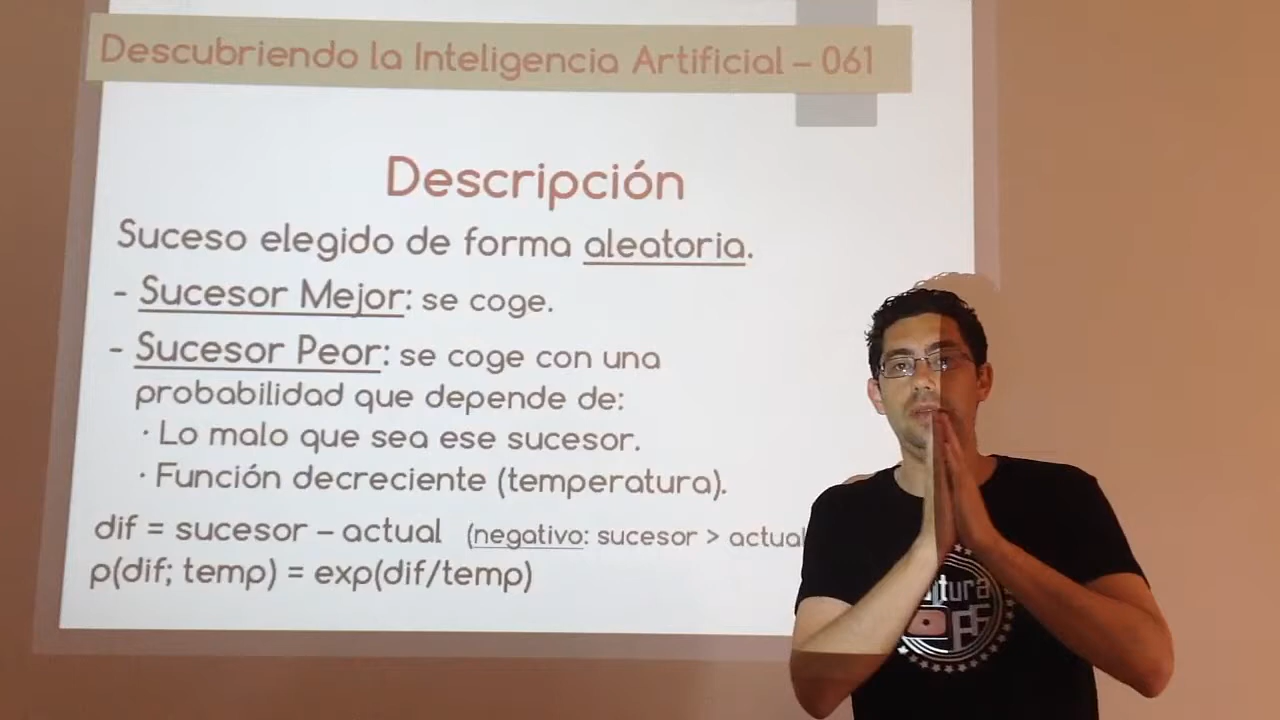 Descubriendo la Inteligencia Artificial – 061
Descripción
Suceso elegido de forma aleatoria.
- Sucesor Mejor: se coge.
- Sucesor Peor: se coge con una
probabilidad que depende de:
· Lo malo que sea ese sucesor.
· Función decreciente (temperatura).
dif = sucesor – actual (negativo: sucesor > actual
p(dif; temp) = exp(dif/temp)